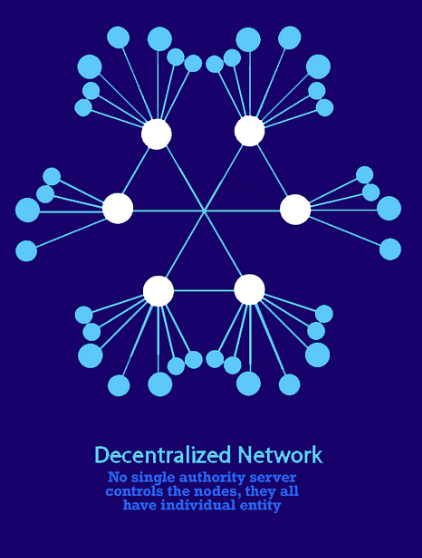 Decentralized Network
No single authority server
controls the nodes, they all
have individual entity